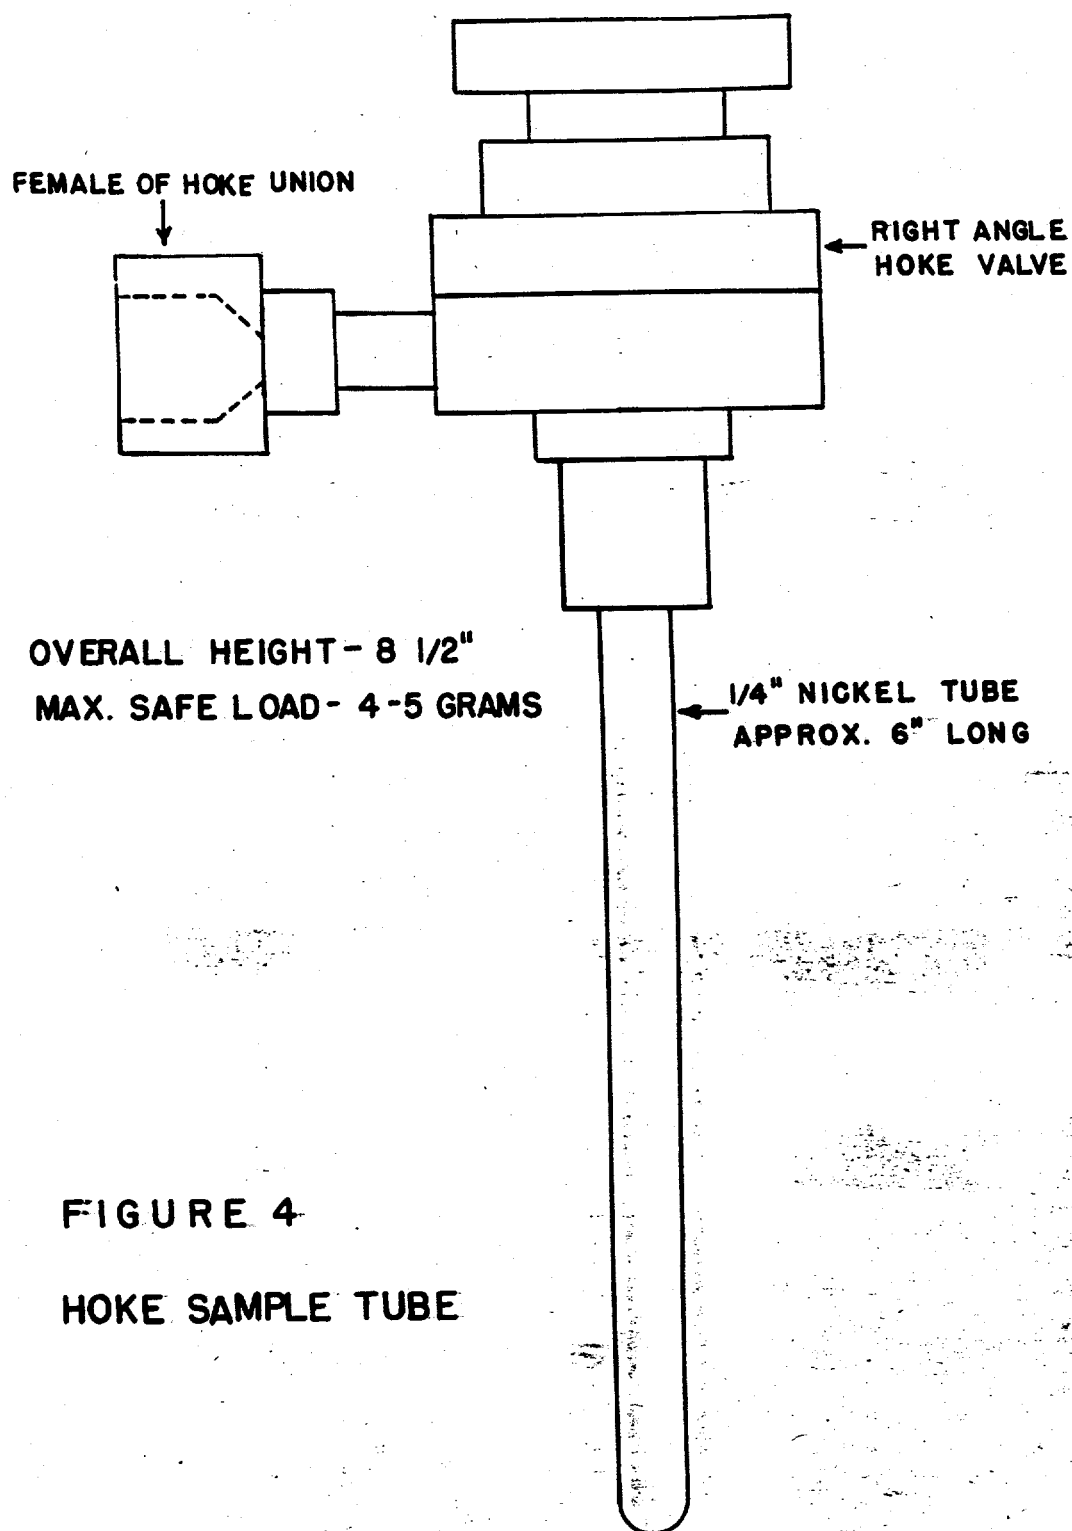 FEMALE OF HOKE UNION
RIGHT ANGLE
HOKE VALVE
OVERALL HEIGHT - 8 1/2"
MAX. SAFE LOAD - 4-5 GRAMS
1/4" NICKEL TUBE
APPROX. 6" LONG
FIGURE 4
HOKE SAMPLE TUBE